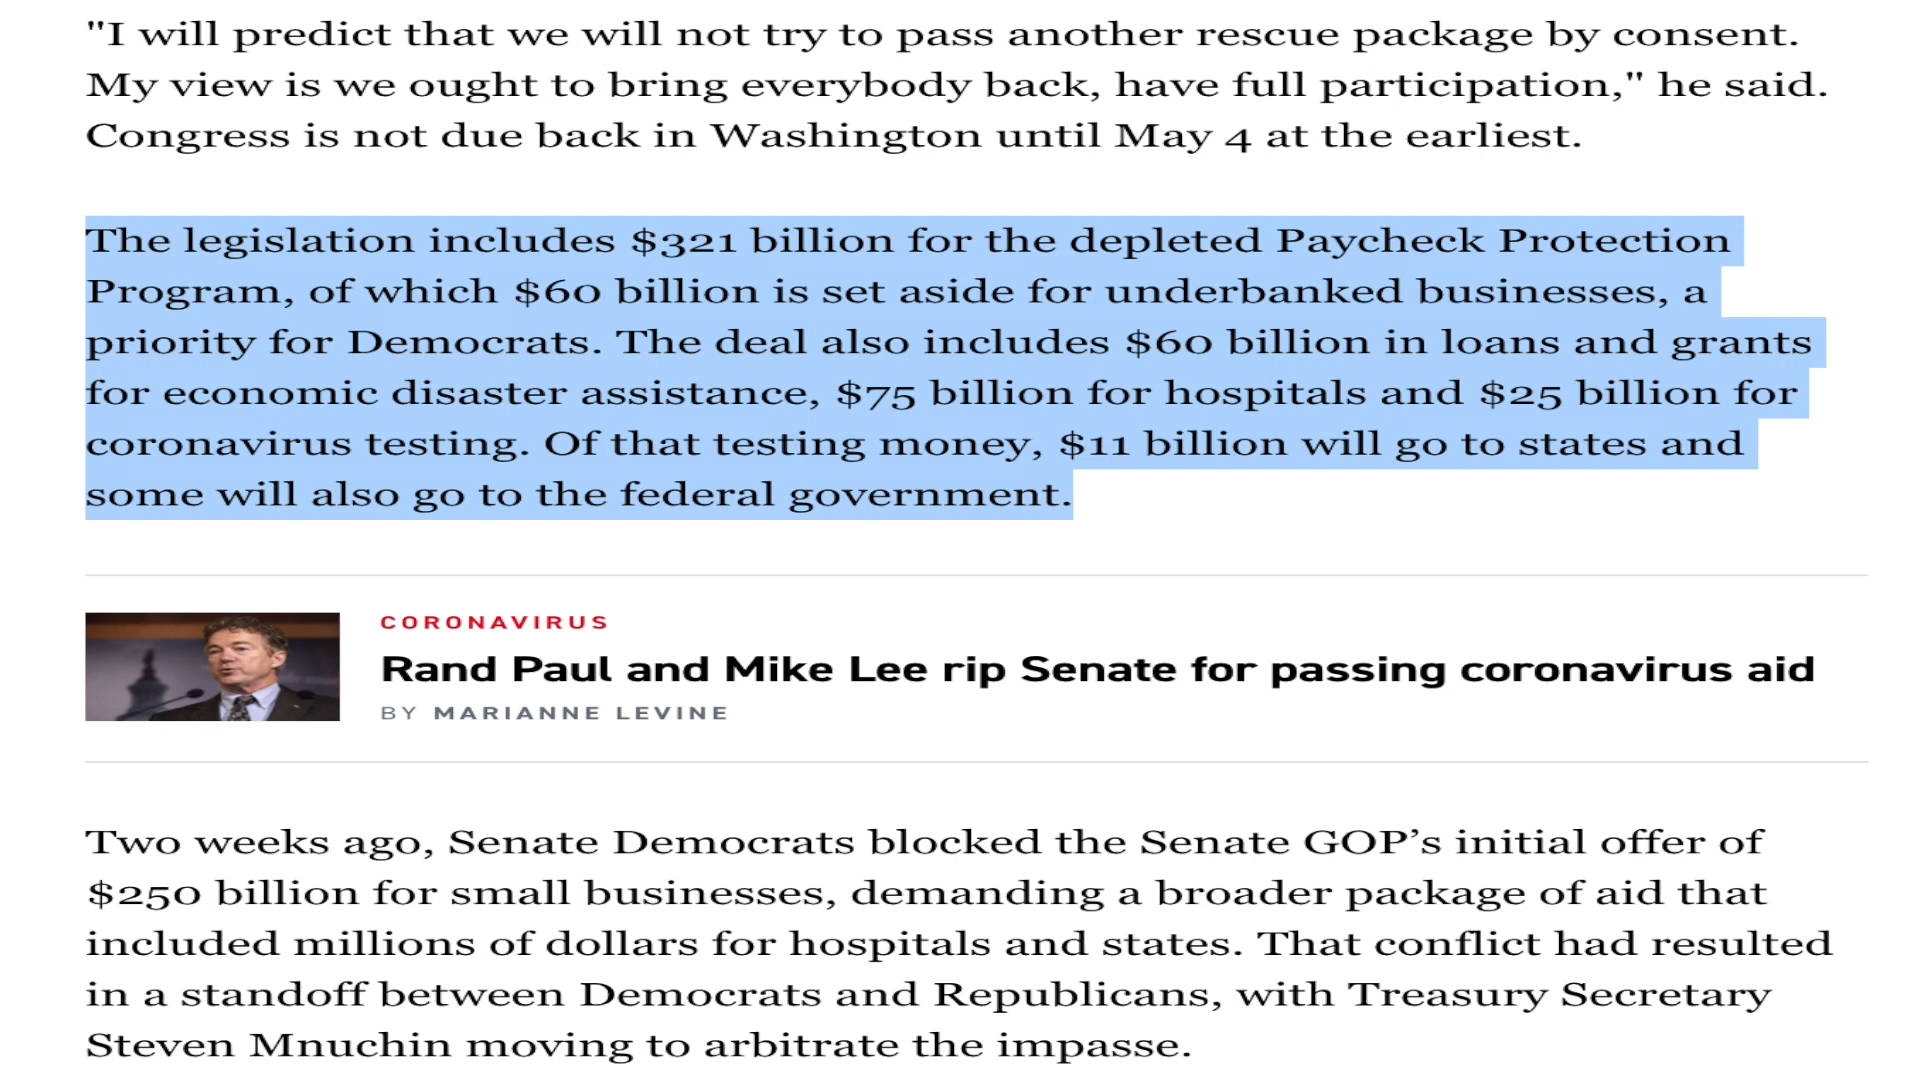 "I will predict that we will not try to pass another rescue package by consent.
My view is we ought to bring everybody back, have full participation," he said.
Congress is not due back in Washington until May 4 at the earliest.
The legislation includes $321 billion for the depleted Paycheck Protection
Program, of which $60 billion is set aside for underbanked businesses, a
priority for Democrats. The deal also includes $60 billion in loans and grants
for economic disaster assistance, $75 billion for hospitals and $25 billion for
coronavirus testing. Of that testing money, $11 billion will go to states and
some will also go to the federal government.
CORONAVIRUS
Rand Paul and Mike Lee rip Senate for passing coronavirus aid
BY MARIANNE LEVINE
Two weeks ago, Senate Democrats blocked the Senate GOP’s initial offer of
$250 billion for small businesses, demanding a broader package of aid that
included millions of dollars for hospitals and states. That conflict had resulted
in a standoff between Democrats and Republicans, with Treasury Secretary
Steven Mnuchin moving to arbitrate the impasse.